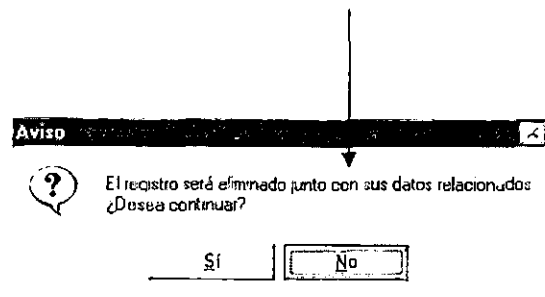 Aviso
El registro será eliminado junto con sus datos relacionados
¿Desea continuar?
Sí
No